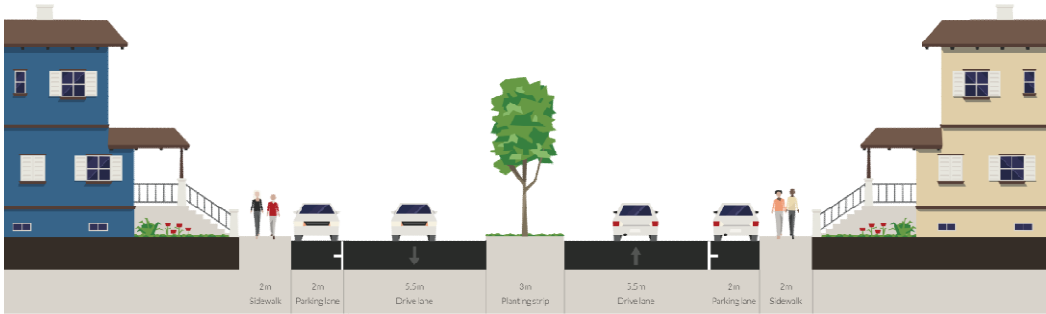 2m
Sidewalk
2m
Parking lane
5.5m
Drive lane
3m
Planting strip
5.5m
Drive lane
2m
Parking lane
2m
Sidewalk